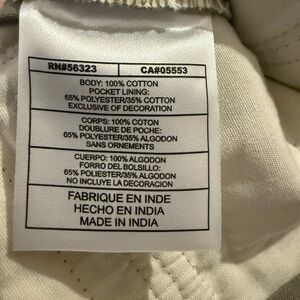 RN#56323 CA#05553
BODY: 100% COTTON
POCKET LINING:
65% POLYESTER/35% COTTON
EXCLUSIVE OF DECORATION
CORPS: 100% COTON
DOUBLURE DE POCHE:
65% POLYESTER/35% ALGODON
SANS ORNEMENTS
CUERPO: 100% ALGODON
FORRO DEL BOLSILLO:
65% POLIESTER/35% ALGODON
NO INCLUYE LA DECORACION
FABRIQUE EN INDE
HECHO EN INDIA
MADE IN INDIA